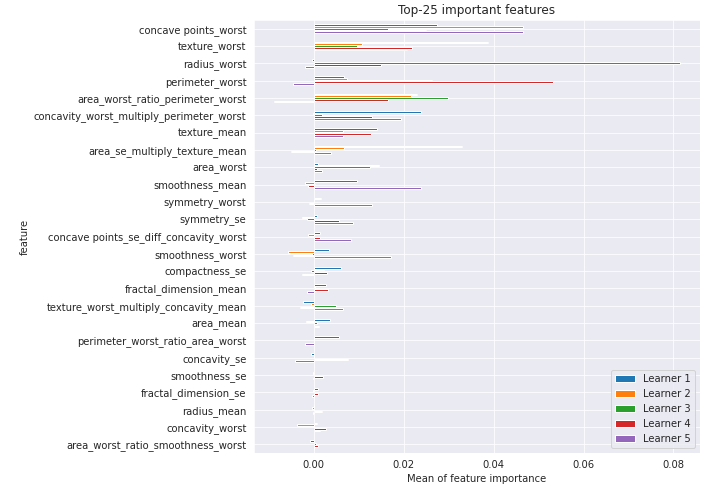 Top-25 important features
concave points_worst
texture_worst
radius_worst
perimeter_worst
area_worst_ratio_perimeter_worst
concavity_worst_multiply_perimeter_worst
texture_mean
area_se_multiply_texture_mean
area_worst
smoothness_mean
symmetry_worst
symmetry_se
concave points_se_diff_concavity_worst
smoothness_worst
compactness_se
fractal_dimension_mean
texture_worst_multiply_concavity_mean
area_mean
perimeter_worst_ratio_area_worst
concavity_se
smoothness_se
fractal_dimension_se
radius_mean
concavity_worst
area_worst_ratio_smoothness_worst
feature
Learner 1
Learner 2
Learner 3
Learner 4
Learner 5
0.00 0.02 0.04 0.06 0.08
Mean of feature importance